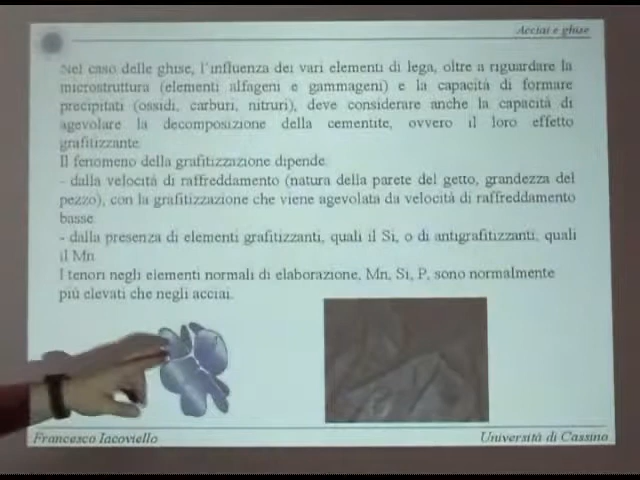 Acciai e ghise
Nel caso delle ghise, l'influenza dei vari elementi di lega, oltre a riguardare la
microstruttura (elementi alfageni e gammageni) e la capacità di formare
precipitati (ossidi, carburi, nitruri), deve considerare anche la capacità di
agevolare la decomposizione della cementite, ovvero il loro effetto
grafitizzante
Il fenomeno della grafitizzazione dipende
- dalla velocità di raffreddamento (natura della parete del getto, grandezza del
pezzo), con la grafitizzazione che viene agevolata da velocità di raffreddamento
basse
- dalla presenza di elementi grafitizzanti, quali il Si, o di antigrafitizzanti, quali
il Mn
I tenori negli elementi normali di elaborazione, Mn, Si, P, sono normalmente
più elevati che negli acciai.
Francesco Iacoviello
Università di Cassino